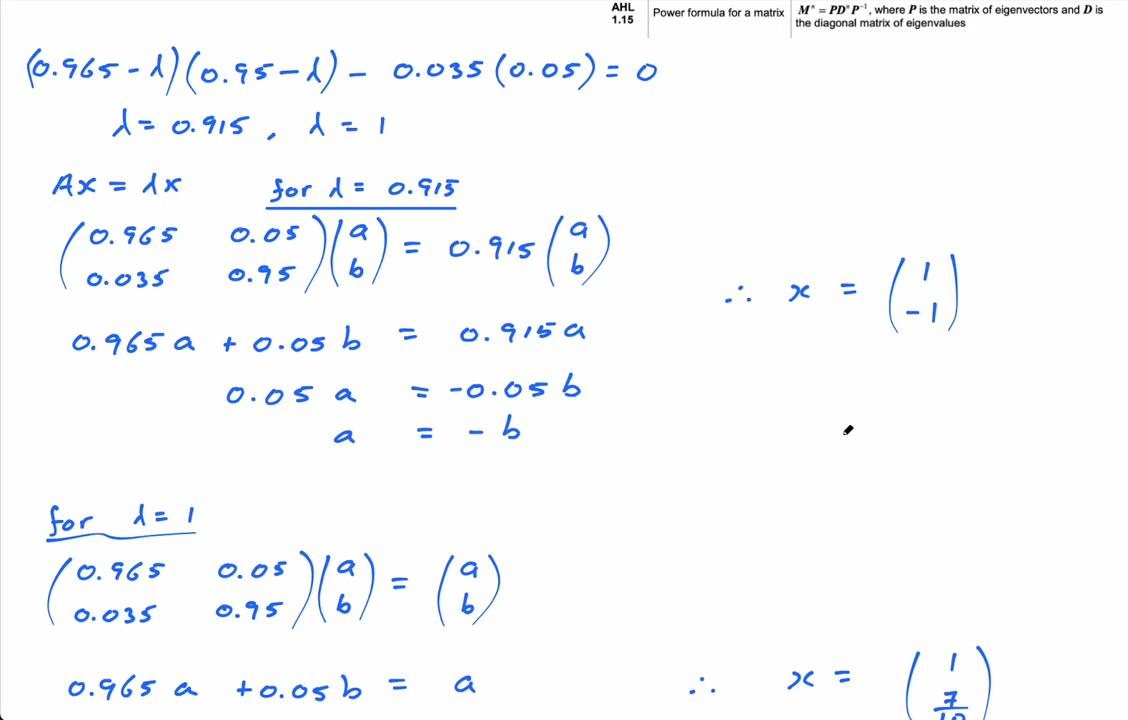 AHL
1.15
Power formula for a matrix
Mⁿ = PDⁿP⁻¹, where P is the matrix of eigenvectors and D is
the diagonal matrix of eigenvalues
(0.965 - λ)(0.95 - λ) - 0.035(0.05) = 0
λ = 0.915, λ = 1
Ax = λx
for λ = 0.915
(0.965 0.05)(a) = 0.915(a)
(0.035 0.95)(b) (b)
∴ x = (1)
(-1)
0.965a + 0.05b = 0.915a
0.05a = -0.05b
a = -b
for λ = 1
(0.965 0.05)(a) = (a)
(0.035 0.95)(b) (b)
0.965a + 0.05b = a
∴ x = (1)
7